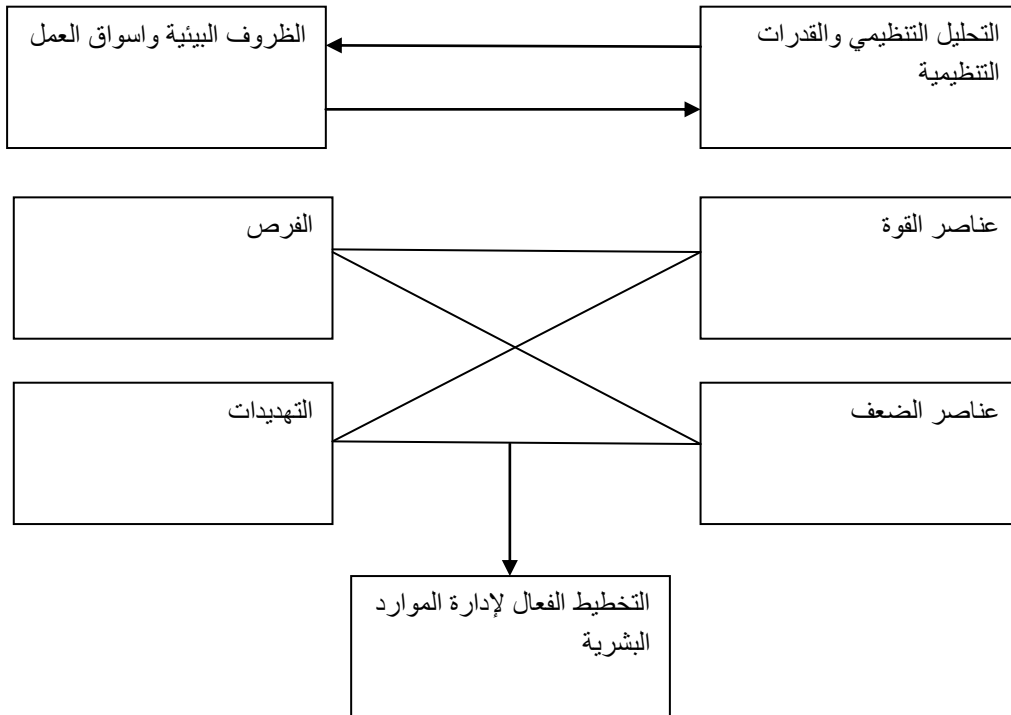 التحليل التنظيمي والقدرات
التنظيمية
الظروف البيئية واسواق العمل
عناصر القوة
الفرص
عناصر الضعف
التهديدات
التخطيط الفعال لإدارة الموارد
البشرية